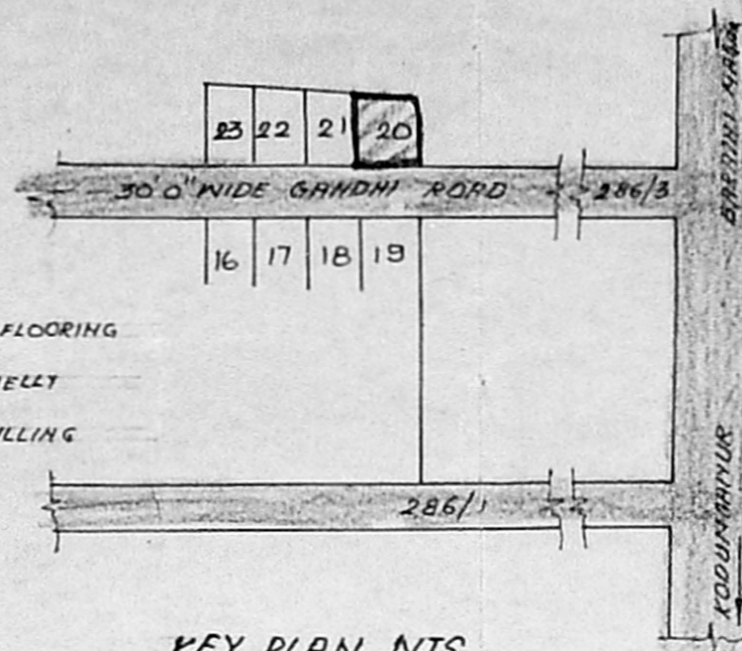 23 22 21 20
30'0" WIDE GANDHI ROAD 286/3
16 17 18 19
FLOORING
ELLY
LLING
286/1
KODUNGAIYUR
KEY PLAN NTS